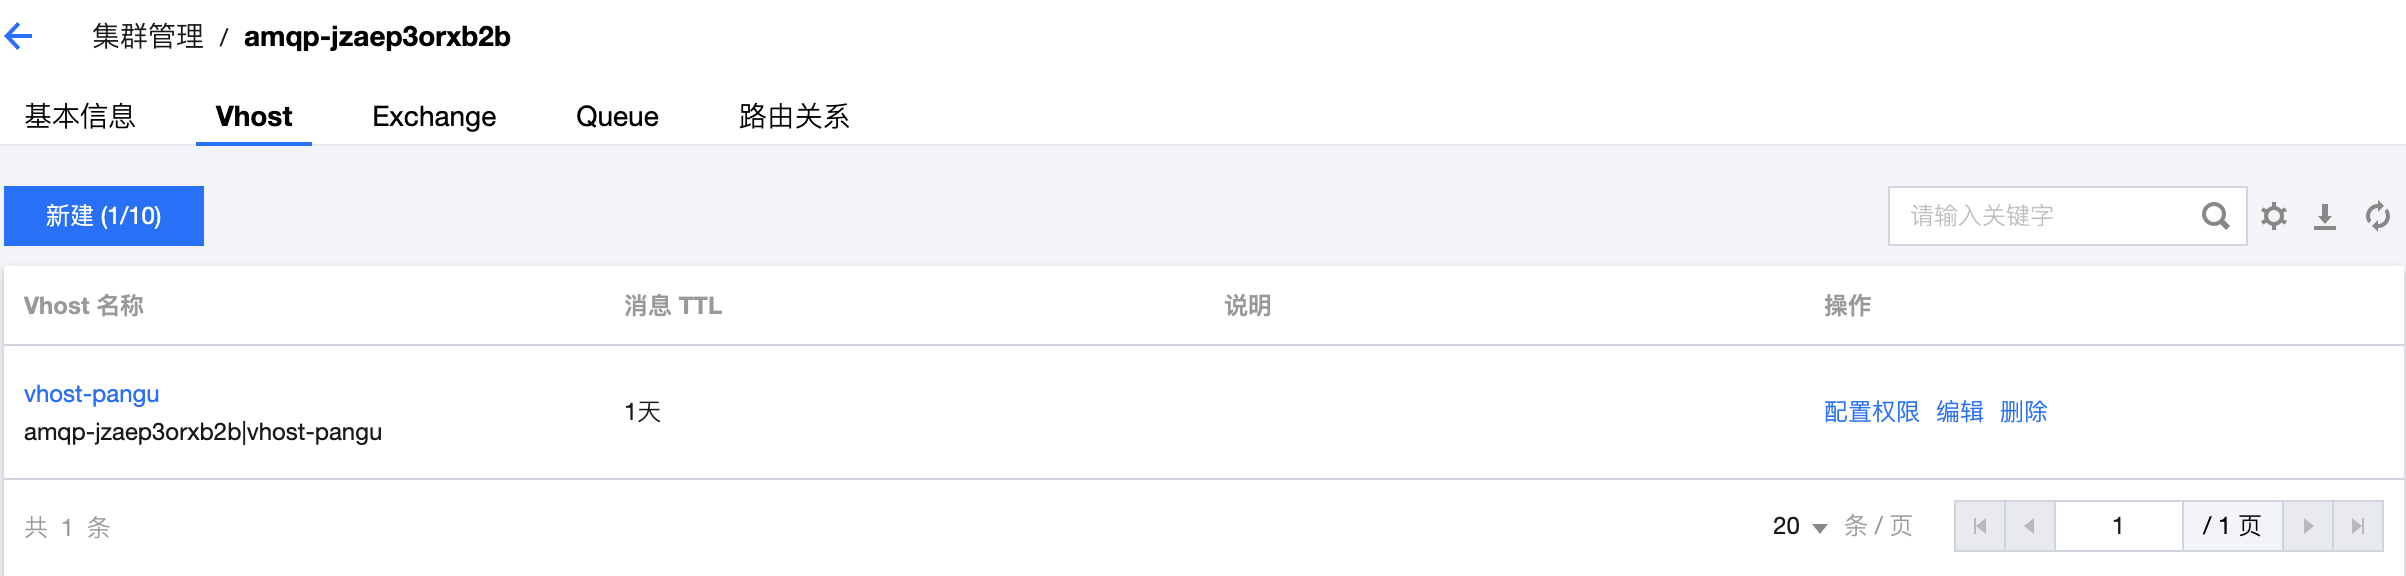 集群管理 / amqp-jzaep3orxb2b
基本信息 Vhost Exchange Queue 路由关系
新建 (1/10) 请输入关键字
Vhost 名称 消息 TTL 说明 操作
vhost-pangu
amqp-jzaep3orxb2b|vhost-pangu 1天 配置权限 编辑 删除
共 1 条 20 条 / 页 1 / 1 页